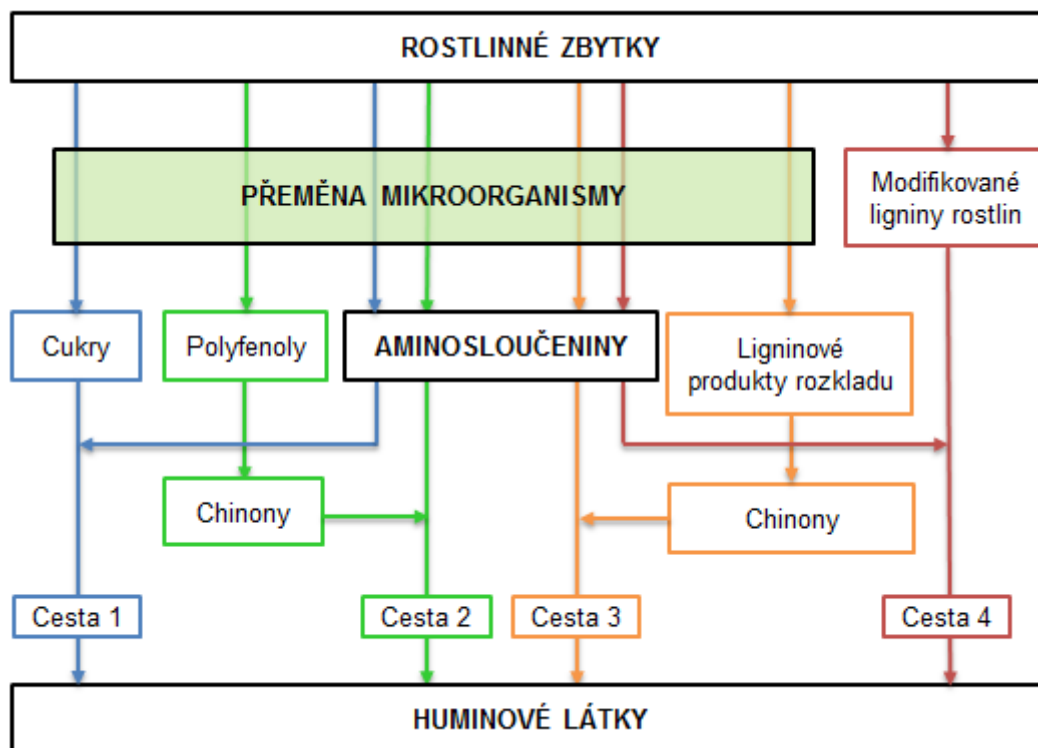 ROSTLINNÉ ZBYTKY
PŘEMĚNA MIKROORGANISMY
Modifikované
ligniny rostlin
Cukry
Polyfenoly
AMINOSLOUČENINY
Ligninové
produkty rozkladu
Chinony
Chinony
Cesta 1
Cesta 2
Cesta 3
Cesta 4
HUMINOVÉ LÁTKY